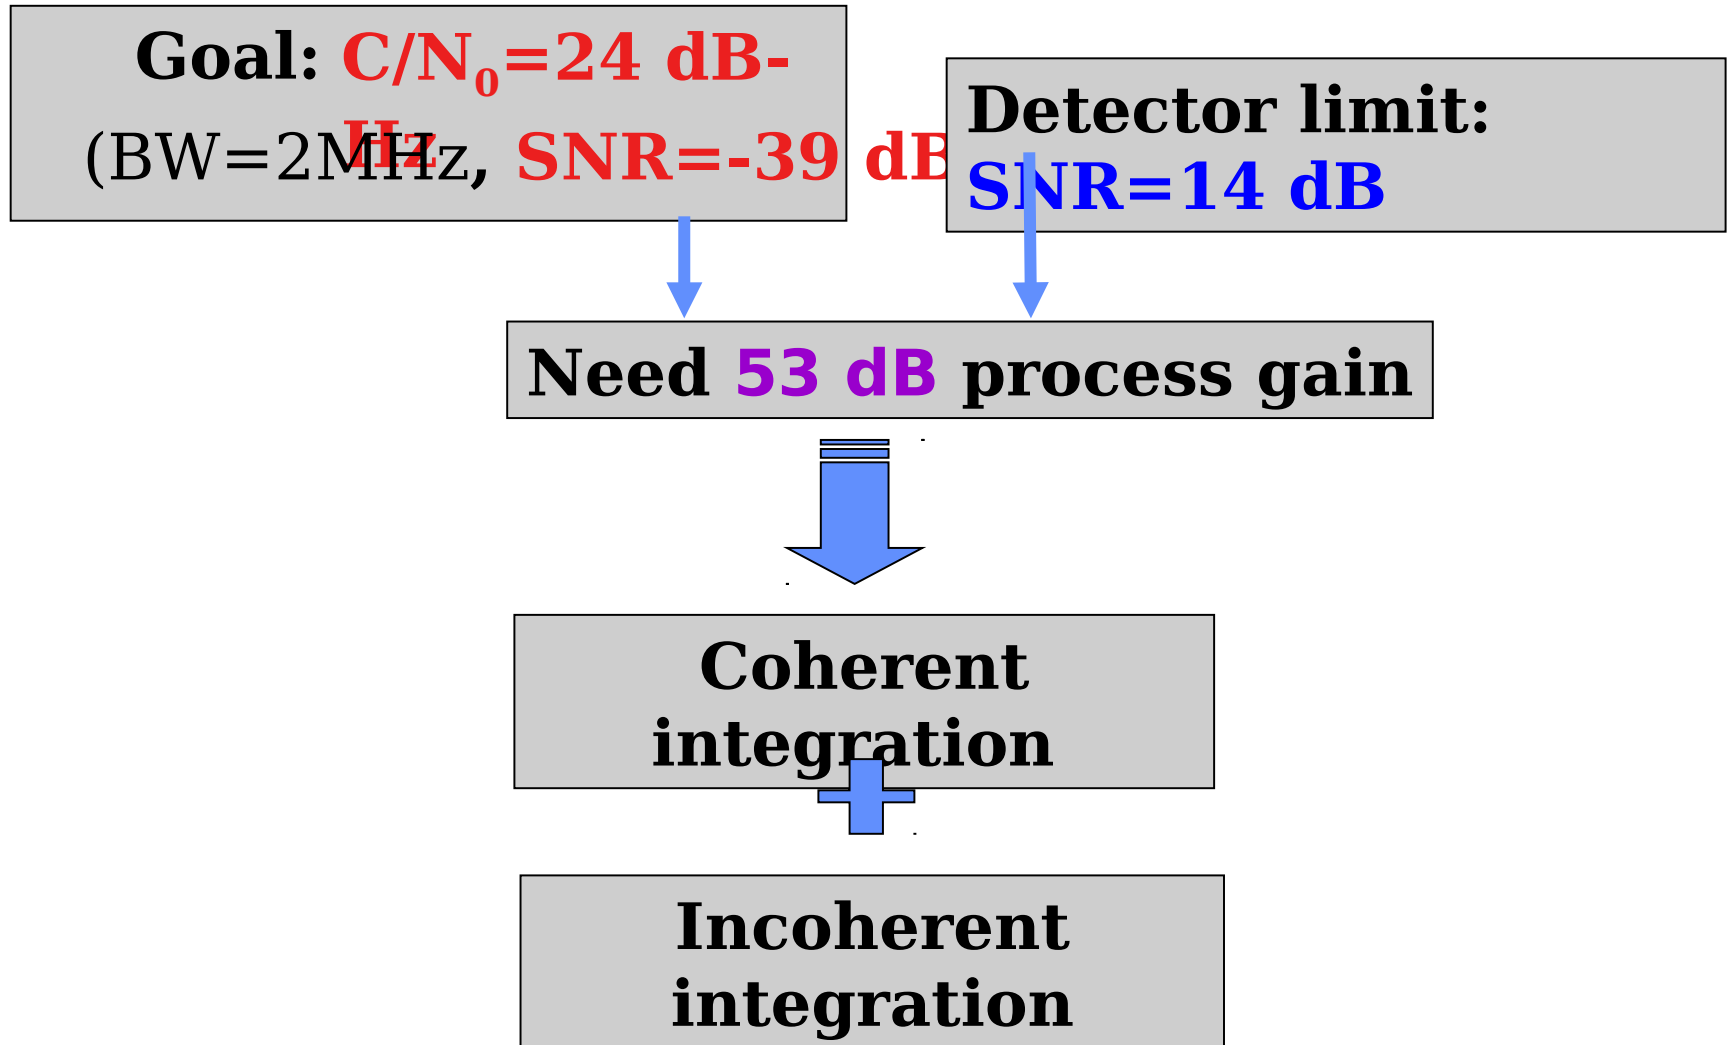 Goal: C/N0=24 dB-
Hz
(BW=2MHz, SNR=-39 dB
Detector limit:
SNR=14 dB
Need 53 dB process gain
Coherent
integration
Incoherent
integration